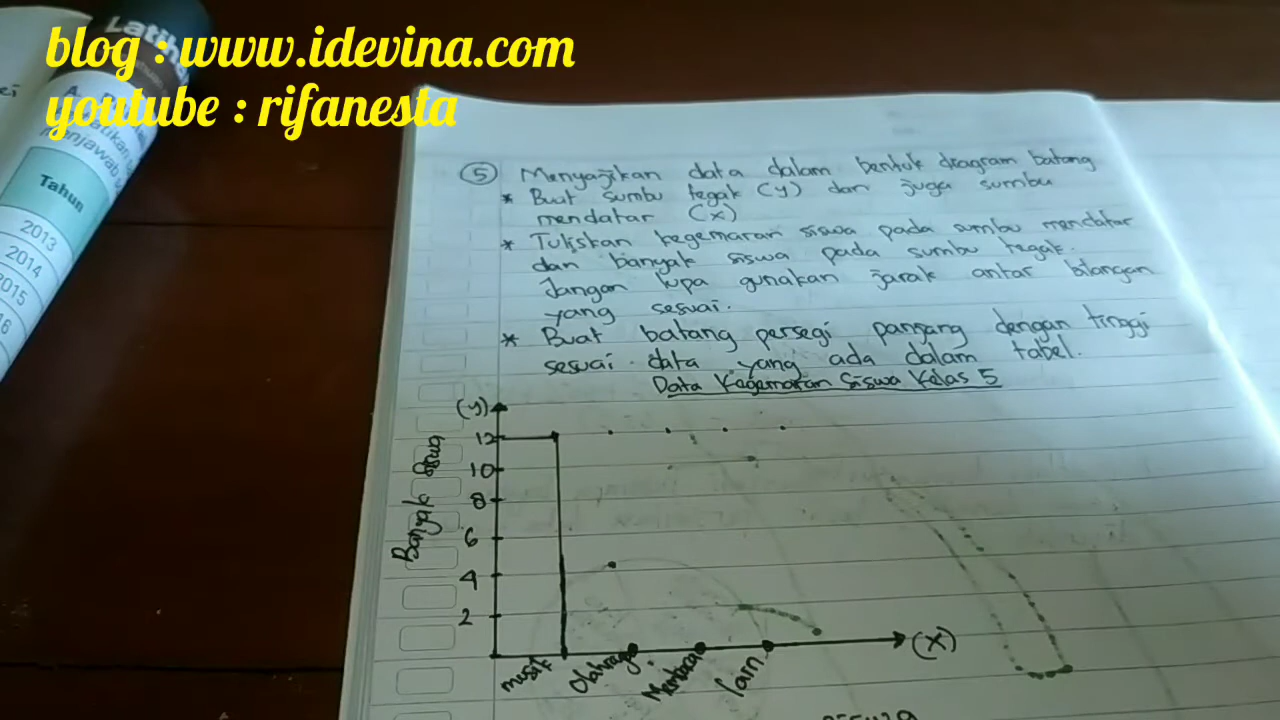 blog : www.idevina.com
youtube : rifanesta
Tahun
2013
2014
2015
16
⑤ Menyajikan data dalam bentuk diagram batang
* Buat sumbu tegak (y) dan juga sumbu
mendatar (x)
* Tuliskan kegemaran siswa pada sumbu mendatar
dan banyak siswa pada sumbu tegak.
Jangan lupa gunakan jarak antar bilangan
yang sesuai.
* Buat batang persegi panjang dengan tinggi
sesuai data yang ada dalam tabel.
Data Kegemaran Siswa Kelas 5
(y)
Banyak Siswa
12
10
8
6
4
2
musik
Olahraga
Membaca
lain
(X)